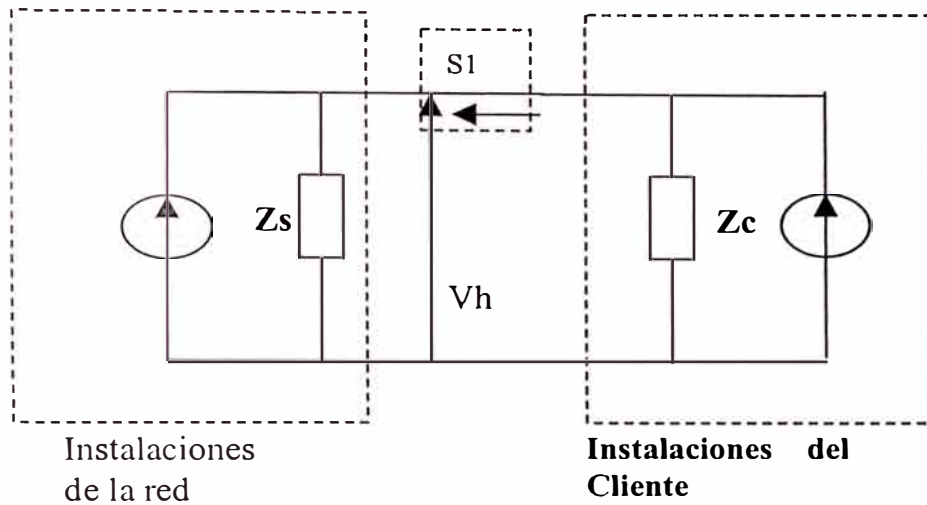 S1
Zs
Zc
Vh
Instalaciones
de la red
Instalaciones del
Cliente